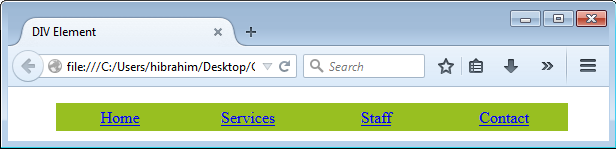 DIV Element
file:///C:/Users/hibrahim/Desktop/C
Search
Home Services Staff Contact